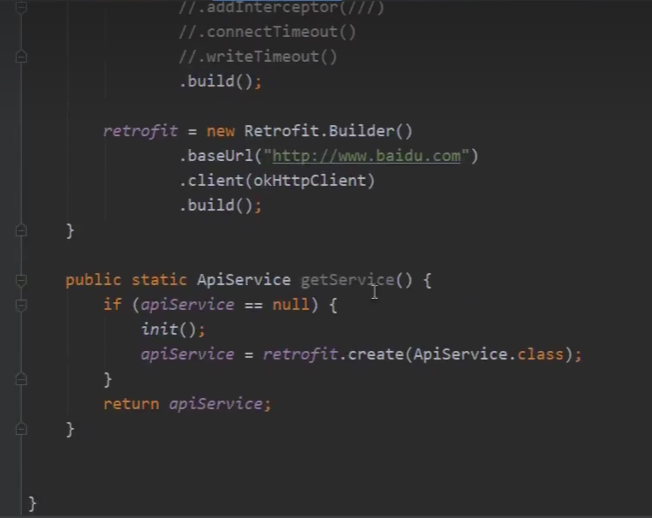 //.addInterceptor(///)
//.connectTimeout()
//.writeTimeout()
.build();
retrofit = new Retrofit.Builder()
.baseUrl("http://www.baidu.com")
.client(okHttpClient)
.build();
}
public static ApiService getService() {
if (apiService == null) {
init();
apiService = retrofit.create(ApiService.class);
}
return apiService;
}
}